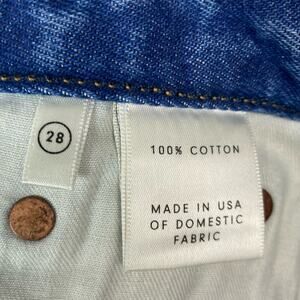 28
100% COTTON
MADE IN USA
OF DOMESTIC
FABRIC